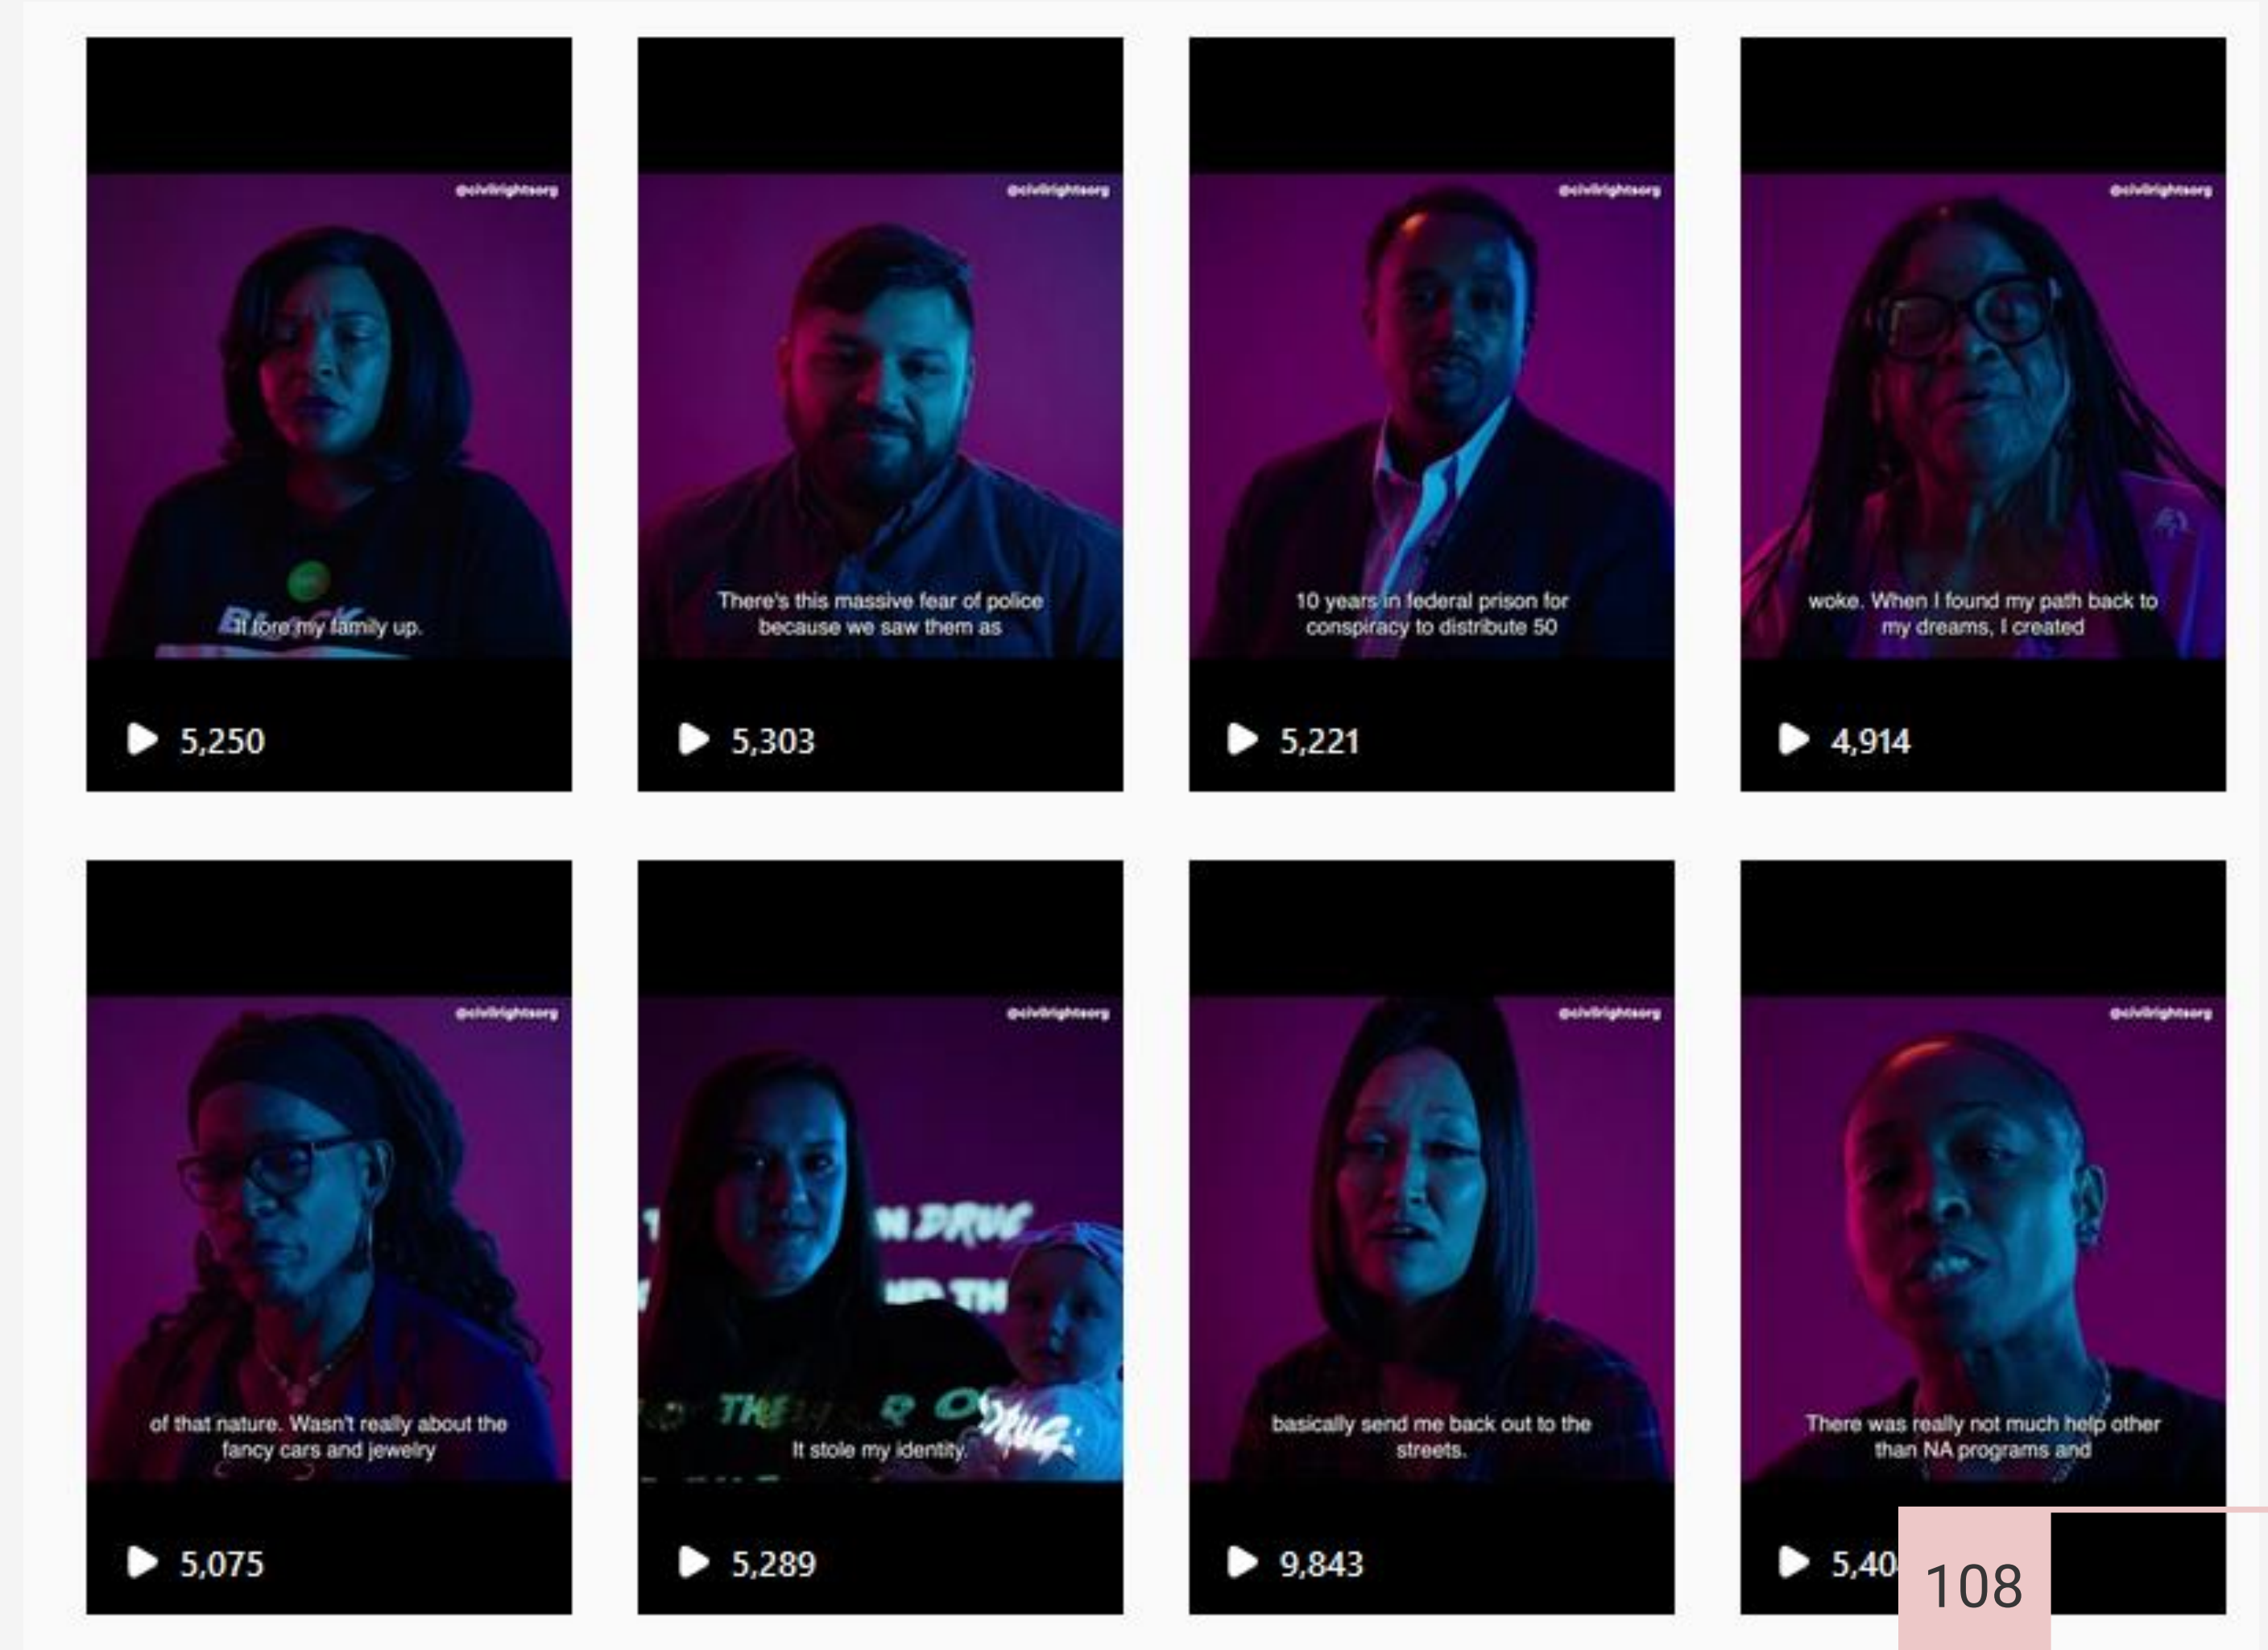 @civilrightsorg
It tore my family up.
5,250
@civilrightsorg
There's this massive fear of police
because we saw them as
5,303
@civilrightsorg
10 years in federal prison for
conspiracy to distribute 50
5,221
@civilrightsorg
woke. When I found my path back to
my dreams, I created
4,914
@civilrightsorg
of that nature. Wasn't really about the
fancy cars and jewelry
5,075
@civilrightsorg
DRUG
THE
It stole my identity.
5,289
@civilrightsorg
basically send me back out to the
streets.
9,843
@civilrightsorg
There was really not much help other
than NA programs and
5,40
108